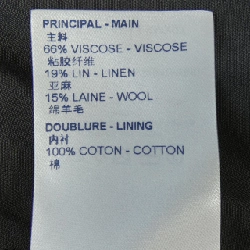 PRINCIPAL - MAIN
主料
66% VISCOSE - VISCOSE
粘胶纤维
19% LIN - LINEN
亚麻
15% LAINE - WOOL
绵羊毛
DOUBLURE - LINING
内衬
100% COTON - COTTON
棉